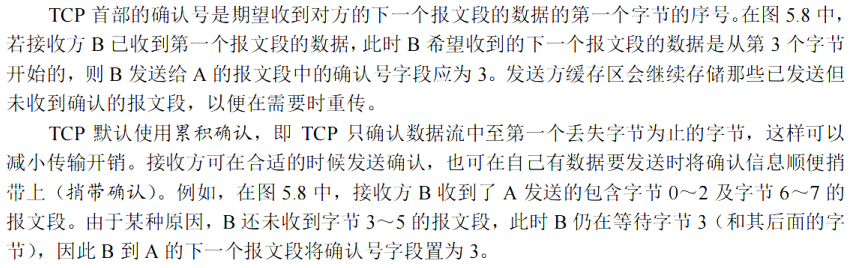 TCP 首部的确认号是期望收到对方的下一个报文段的数据的第一个字节的序号。在图 5.8 中,
若接收方 B 已收到第一个报文段的数据,此时 B 希望收到的下一个报文段的数据是从第 3 个字节
开始的,则 B 发送给 A 的报文段中的确认号字段应为 3。发送方缓存区会继续存储那些已发送但
未收到确认的报文段,以便在需要时重传。
TCP 默认使用累积确认,即 TCP 只确认数据流中至第一个丢失字节为止的字节,这样可以
减小传输开销。接收方可在合适的时候发送确认,也可在自己有数据要发送时将确认信息顺便捎
带上(捎带确认)。例如,在图 5.8 中,接收方 B 收到了 A 发送的包含字节 0~2 及字节 6~7 的
报文段。由于某种原因,B 还未收到字节 3~5 的报文段,此时 B 仍在等待字节 3(和其后面的字
节),因此 B 到 A 的下一个报文段将确认号字段置为 3。